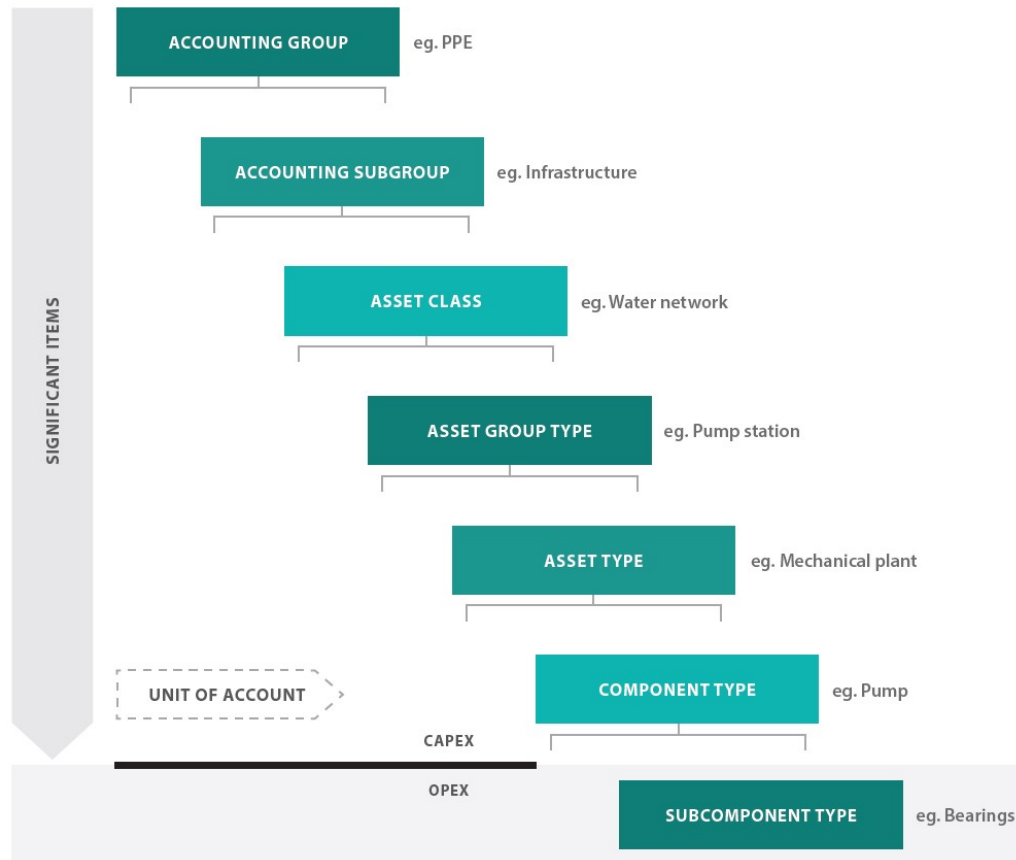 ACCOUNTING GROUP
eg. PPE
ACCOUNTING SUBGROUP
eg. Infrastructure
ASSET CLASS
eg. Water network
SIGNIFICANT ITEMS
ASSET GROUP TYPE
eg. Pump station
ASSET TYPE
eg. Mechanical plant
UNIT OF ACCOUNT
COMPONENT TYPE
eg. Pump
CAPEX
OPEX
SUBCOMPONENT TYPE
eg. Bearings